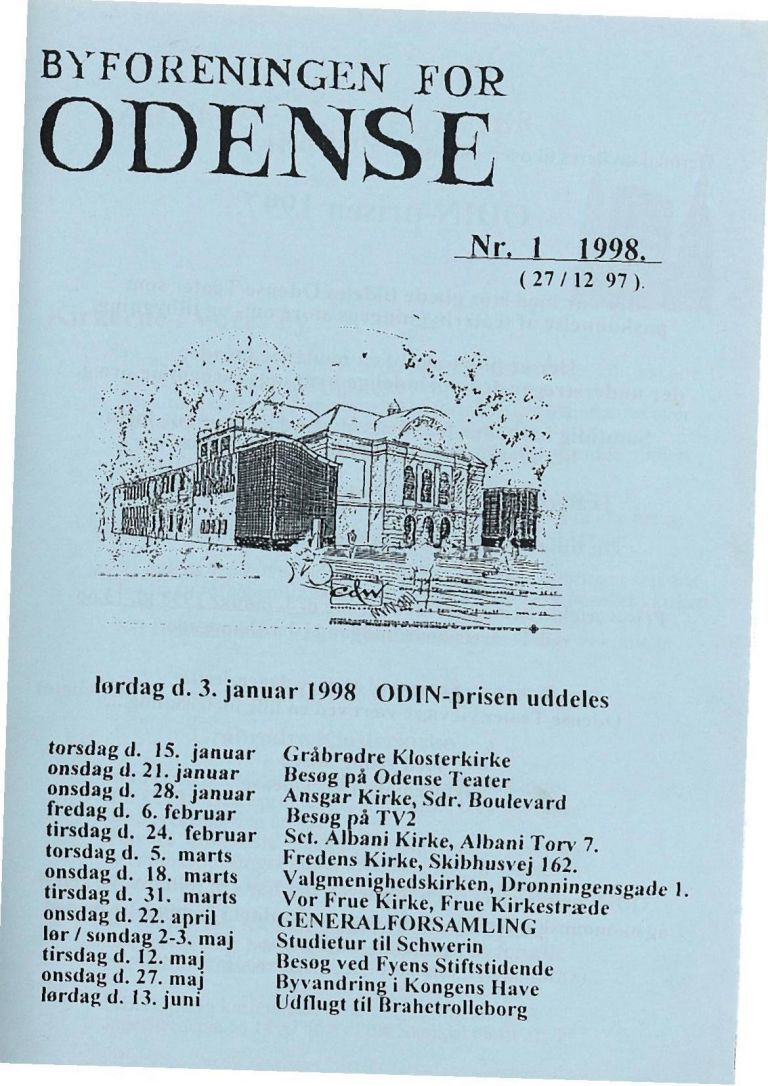 BYFORENINGEN FOR
ODENSE
Nr. 1 1998.
( 27 / 12 97 ).
cdw
lørdag d. 3. januar 1998 ODIN-prisen uddeles
torsdag d. 15. januar Gråbrødre Klosterkirke
onsdag d. 21. januar Besøg på Odense Teater
onsdag d. 28. januar Ansgar Kirke, Sdr. Boulevard
fredag d. 6. februar Besøg på TV2
tirsdag d. 24. februar Sct. Albani Kirke, Albani Torv 7.
torsdag d. 5. marts Fredens Kirke, Skibhusvej 162.
onsdag d. 18. marts Valgmenighedskirken, Dronningensgade 1.
tirsdag d. 31. marts Vor Frue Kirke, Frue Kirkestræde
onsdag d. 22. april GENERALFORSAMLING
lør / søndag 2-3. maj Studietur til Schwerin
tirsdag d. 12. maj Besøg ved Fyens Stiftstidende
onsdag d. 27. maj Byvandring i Kongens Have
lørdag d. 13. juni Udflugt til Brahetrolleborg